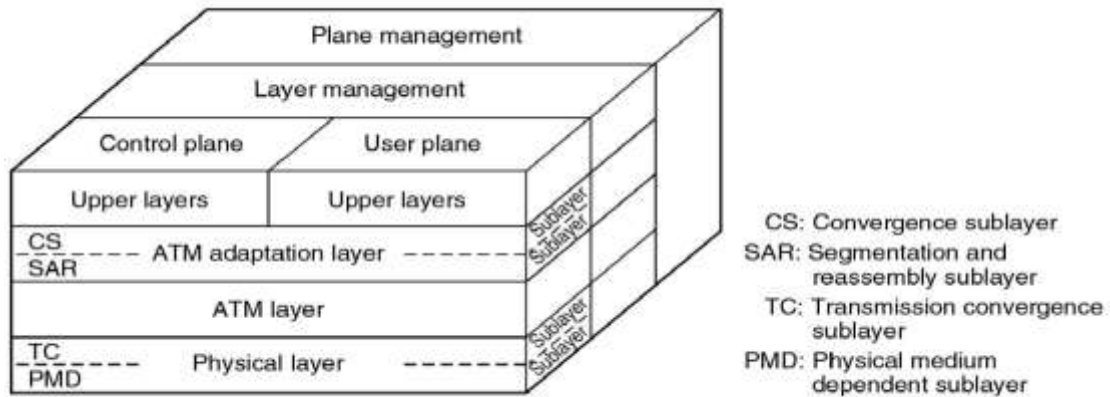 Plane management
Layer management
Control plane User plane
Upper layers Upper layers
Sublayer
Sublayer
CS
ATM adaptation layer
SAR
ATM layer
Sublayer
Sublayer
TC
Physical layer
PMD
CS: Convergence sublayer
SAR: Segmentation and
reassembly sublayer
TC: Transmission convergence
sublayer
PMD: Physical medium
dependent sublayer